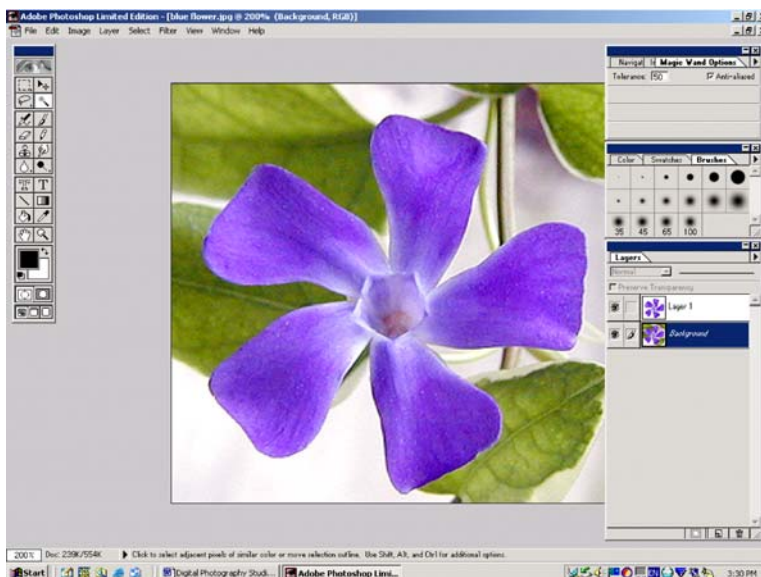 Adobe Photoshop Limited Edition - [blue flower.jpg @ 200% (Background, RGB)]
File Edit Image Layer Select Filter View Window Help
Magic Wand Options
Tolerance: 50 Anti-aliased
Color Swatches Brushes
35 45 65 100
Layers
Normal
Preserve Transparency
Layer 1
Background
200% Doc: 239K/554K Click to select adjacent pixels of similar color or move selection outline. Use Shift, Alt, and Ctrl for additional options.
Start Digital Photography Studi... Adobe Photoshop Limi... 3:30 PM